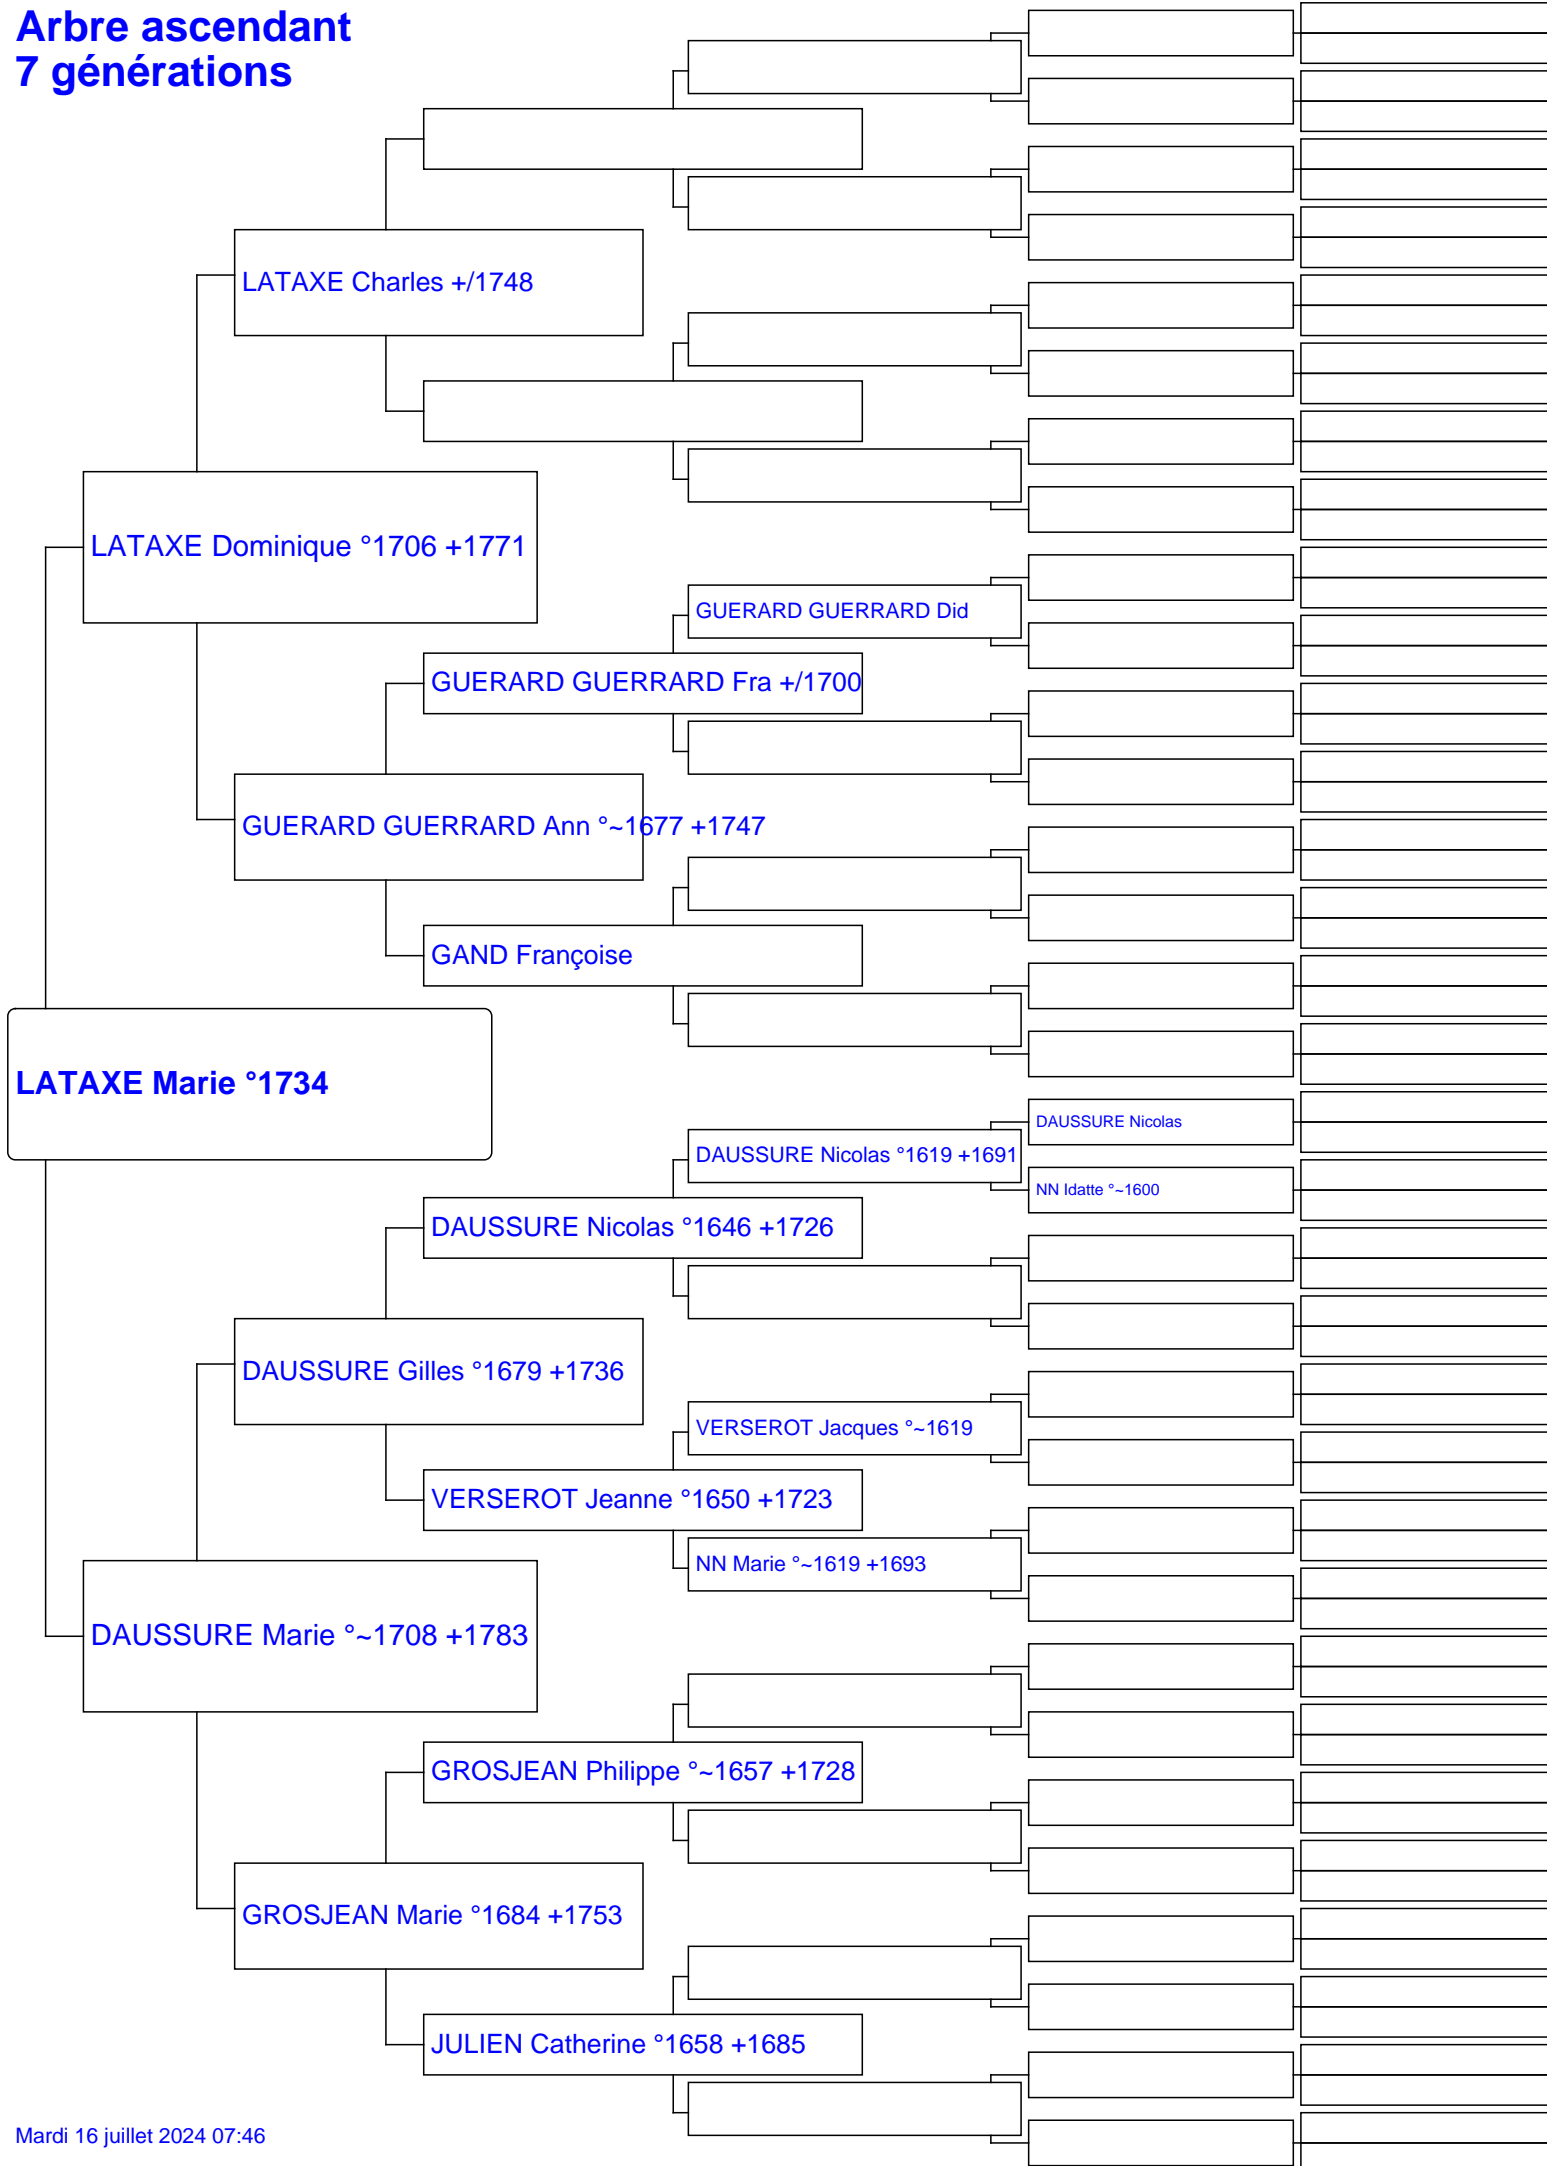 Arbre ascendant
7 générations
LATAXE Charles +/1748
LATAXE Dominique °1706 +1771
GUERARD GUERRARD Did
GUERARD GUERRARD Fra +/1700
GUERARD GUERRARD Ann °~1677 +1747
GAND Françoise
LATAXE Marie °1734
DAUSSURE Nicolas
DAUSSURE Nicolas °1619 +1691
NN Idatte °~1600
DAUSSURE Nicolas °1646 +1726
DAUSSURE Gilles °1679 +1736
VERSEROT Jacques °~1619
VERSEROT Jeanne °1650 +1723
NN Marie °~1619 +1693
DAUSSURE Marie °~1708 +1783
GROSJEAN Philippe °~1657 +1728
GROSJEAN Marie °1684 +1753
JULIEN Catherine °1658 +1685
Mardi 16 juillet 2024 07:46